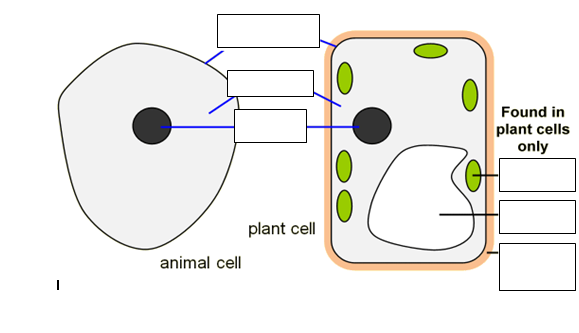 Found in
plant cells
only
plant cell
animal cell